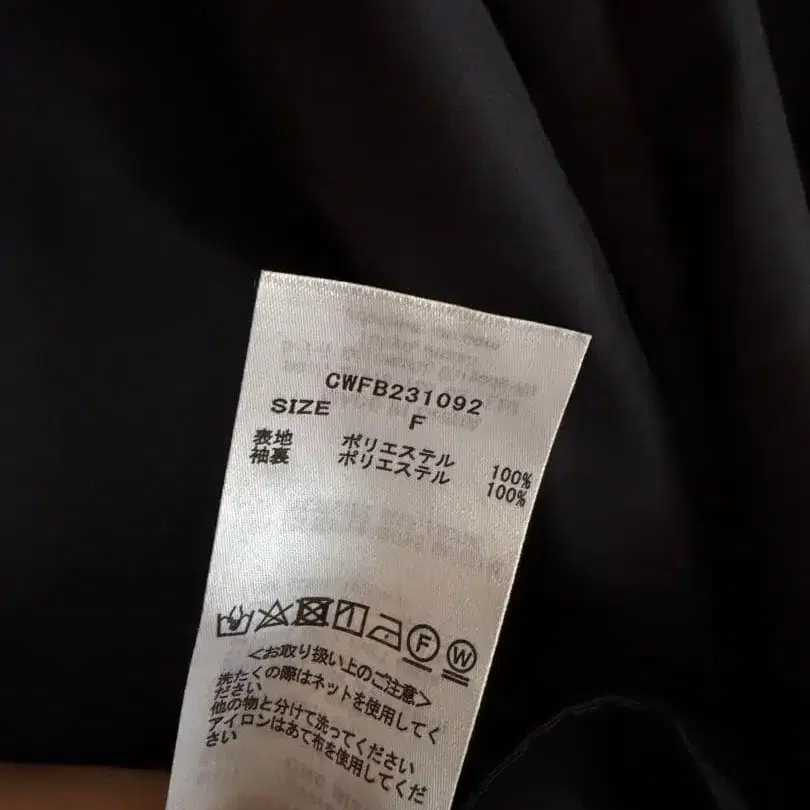 CWFB231092
SIZE F
表地 ポリエステル 100%
袖裏 ポリエステル 100%
F W
<お取り扱い上のご注意>
洗たくの際はネットを使用してく
ださい
他の物と分けて洗ってください
アイロンはあて布を使用してくだ
さい